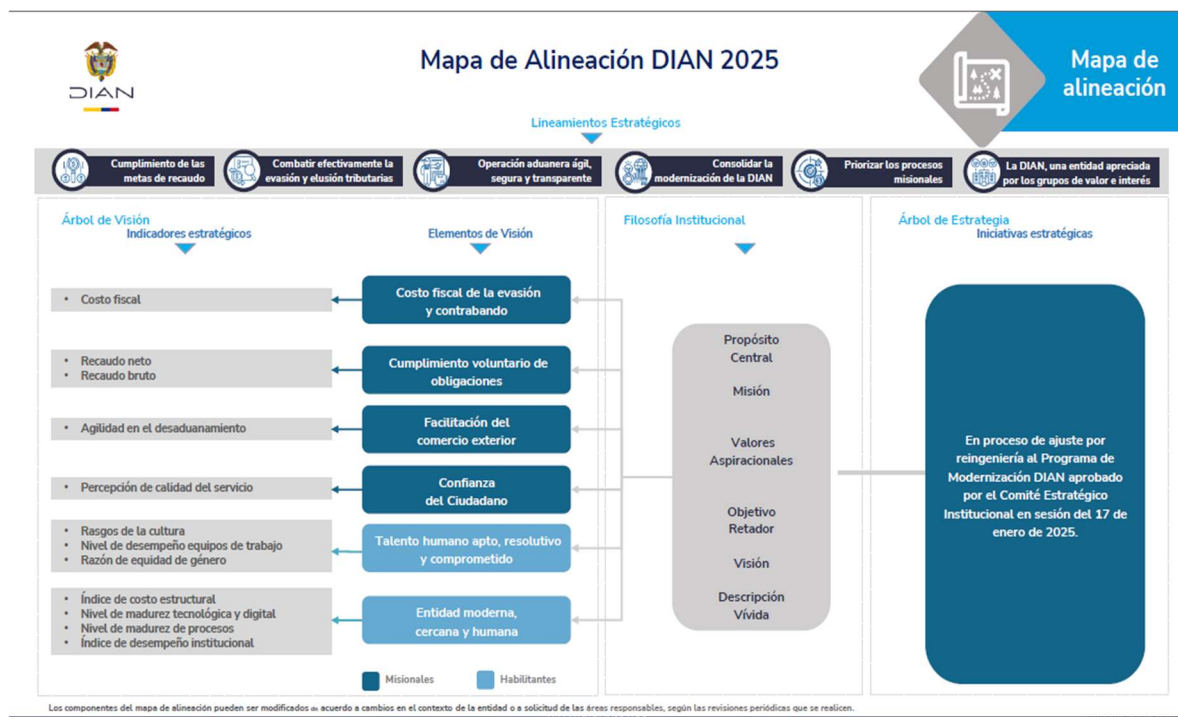 DIAN
Mapa de Alineación DIAN 2025
Mapa de
alineación
Lineamientos Estratégicos
Cumplimiento de las
metas de recaudo
Combatir efectivamente la
evasión y elusión tributarias
Operación aduanera ágil,
segura y transparente
Consolidar la
modernización de la DIAN
Priorizar los procesos
misionales
La DIAN, una entidad apreciada
por los grupos de valor e interés
Árbol de Visión
Indicadores estratégicos
Elementos de Visión
• Costo fiscal
Costo fiscal de la evasión
y contrabando
• Recaudo neto
• Recaudo bruto
Cumplimiento voluntario de
obligaciones
• Agilidad en el desaduanamiento
Facilitación del
comercio exterior
• Percepción de calidad del servicio
Confianza
del Ciudadano
• Rasgos de la cultura
• Nivel de desempeño equipos de trabajo
• Razón de equidad de género
Talento humano apto, resolutivo
y comprometido
• Índice de costo estructural
• Nivel de madurez tecnológica y digital
• Nivel de madurez de procesos
• Índice de desempeño institucional
Entidad moderna,
cercana y humana
Misionales
Habilitantes
Filosofía Institucional
Propósito
Central
Misión
Valores
Aspiracionales
Objetivo
Retador
Visión
Descripción
Vívida
Árbol de Estrategia
Iniciativas estratégicas
En proceso de ajuste por
reingeniería al Programa de
Modernización DIAN aprobado
por el Comité Estratégico
Institucional en sesión del 17 de
enero de 2025.
Los componentes del mapa de alineación pueden ser modificados de acuerdo a cambios en el contexto de la entidad o a solicitud de las áreas responsables, según las revisiones periódicas que se realicen.